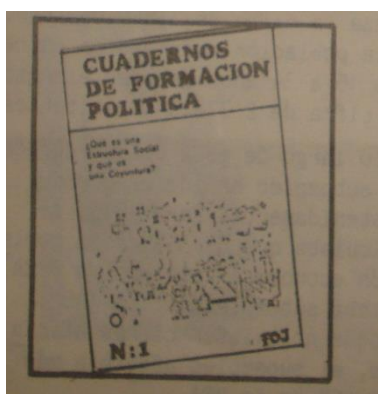 CUADERNOS
DE FORMACION
POLITICA
¿Qué es una
Estructura Social
y qué es
una Coyuntura?
N:1
FOJ